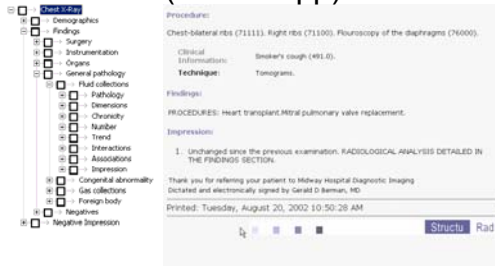 Chest X-Ray
Demographics
Findings
Surgery
Instrumentation
Organs
General pathology
Fluid collections
Pathology
Dimensions
Chronicity
Number
Trend
Interactions
Associations
Impression
Congenital abnormality
Gas collections
Foreign body
Negatives
Negative Impression
Procedure:
Chest-bilateral ribs (71111). Right ribs (71100). Flouroscopy of the diaphragms (76000).
Clinical Information: Smoker's cough (491.0).
Technique: Tomograms.
Findings:
PROCEDURES: Heart transplant.Mitral pulmonary valve replacement.
Impression:
1. Unchanged since the previous examination. RADIOLOGICAL ANALYSIS DETAILED IN
THE FINDINGS SECTION.
Thank you for referring your patient to Midway Hospital Diagnostic Imaging
Dictated and electronically signed by Gerald D Berman, MD
Printed: Tuesday, August 20, 2002 10:50:28 AM
Structu Rad